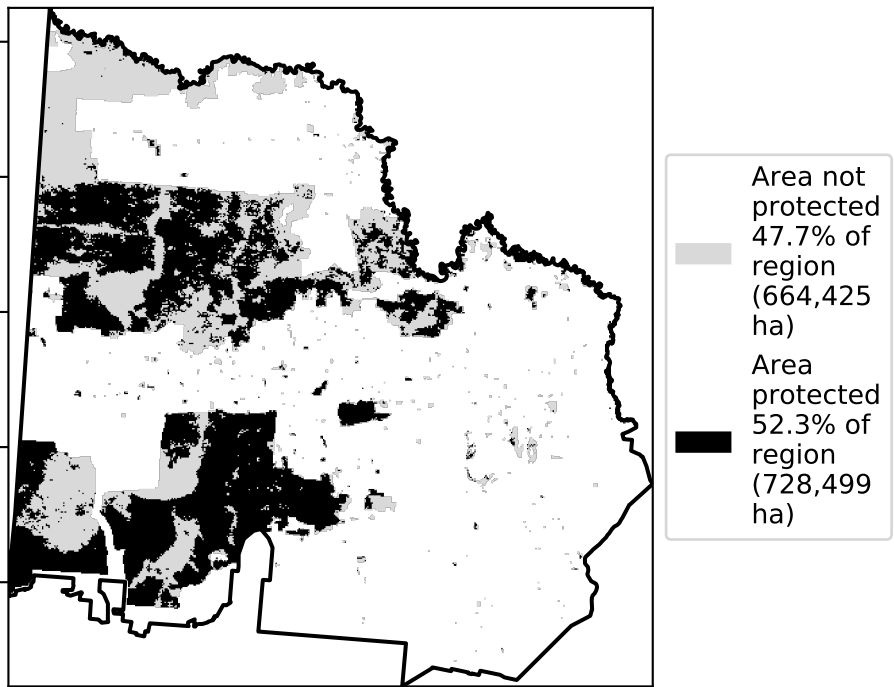 Area not
protected
47.7% of
region
(664,425
ha)
Area
protected
52.3% of
region
(728,499
ha)